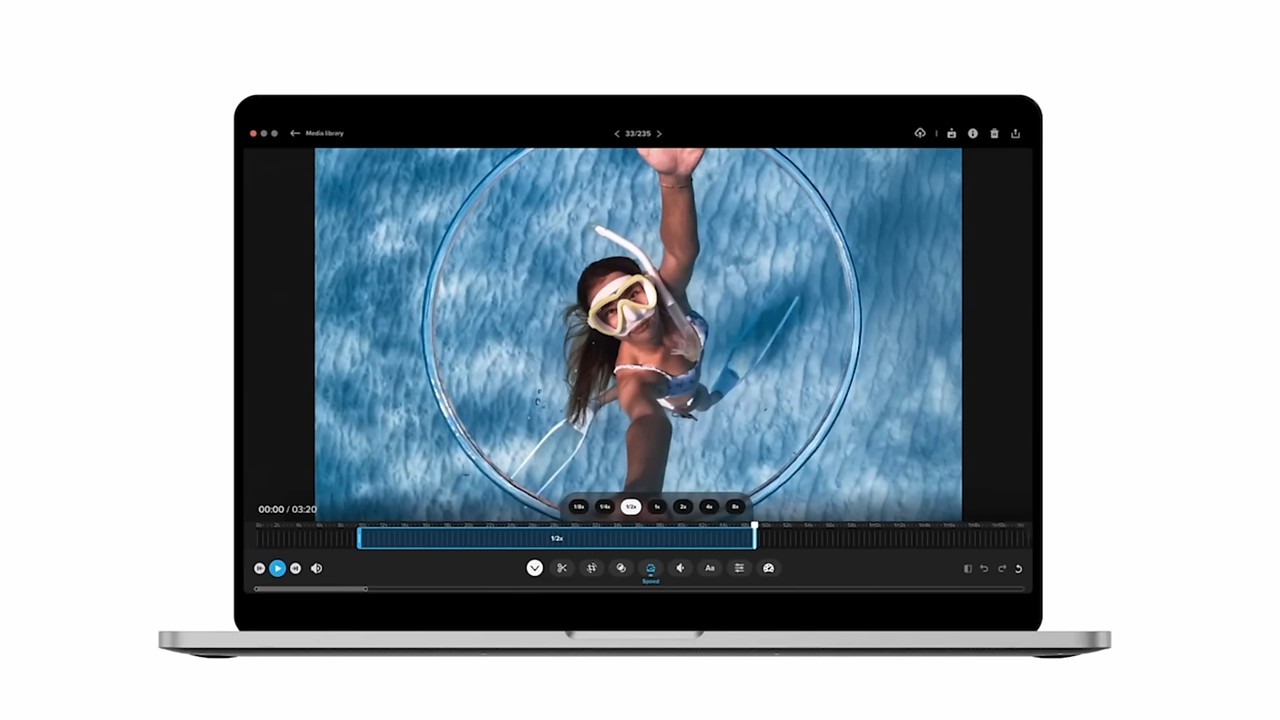 Media library
33/235
00:00 / 03:20
1/8x 1/4x 1/2x 1x 2x 4x 8x
1/2x
Aa
Speed